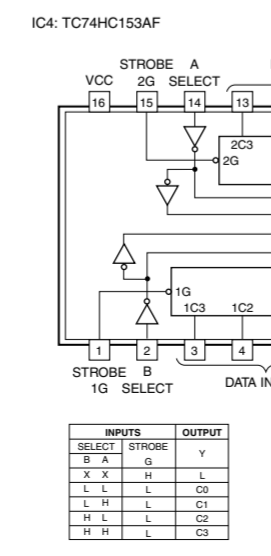 IC4: TC74HC153AF
STROBE A
VCC 2G SELECT
16 15 14 13
2C3
2G
1G
1C3 1C2
1 2 3 4
STROBE B
1G SELECT
DATA IN
INPUTS OUTPUT
SELECT STROBE Y
B A G
X X H L
L L L C0
L H L C1
H L L C2
H H L C3